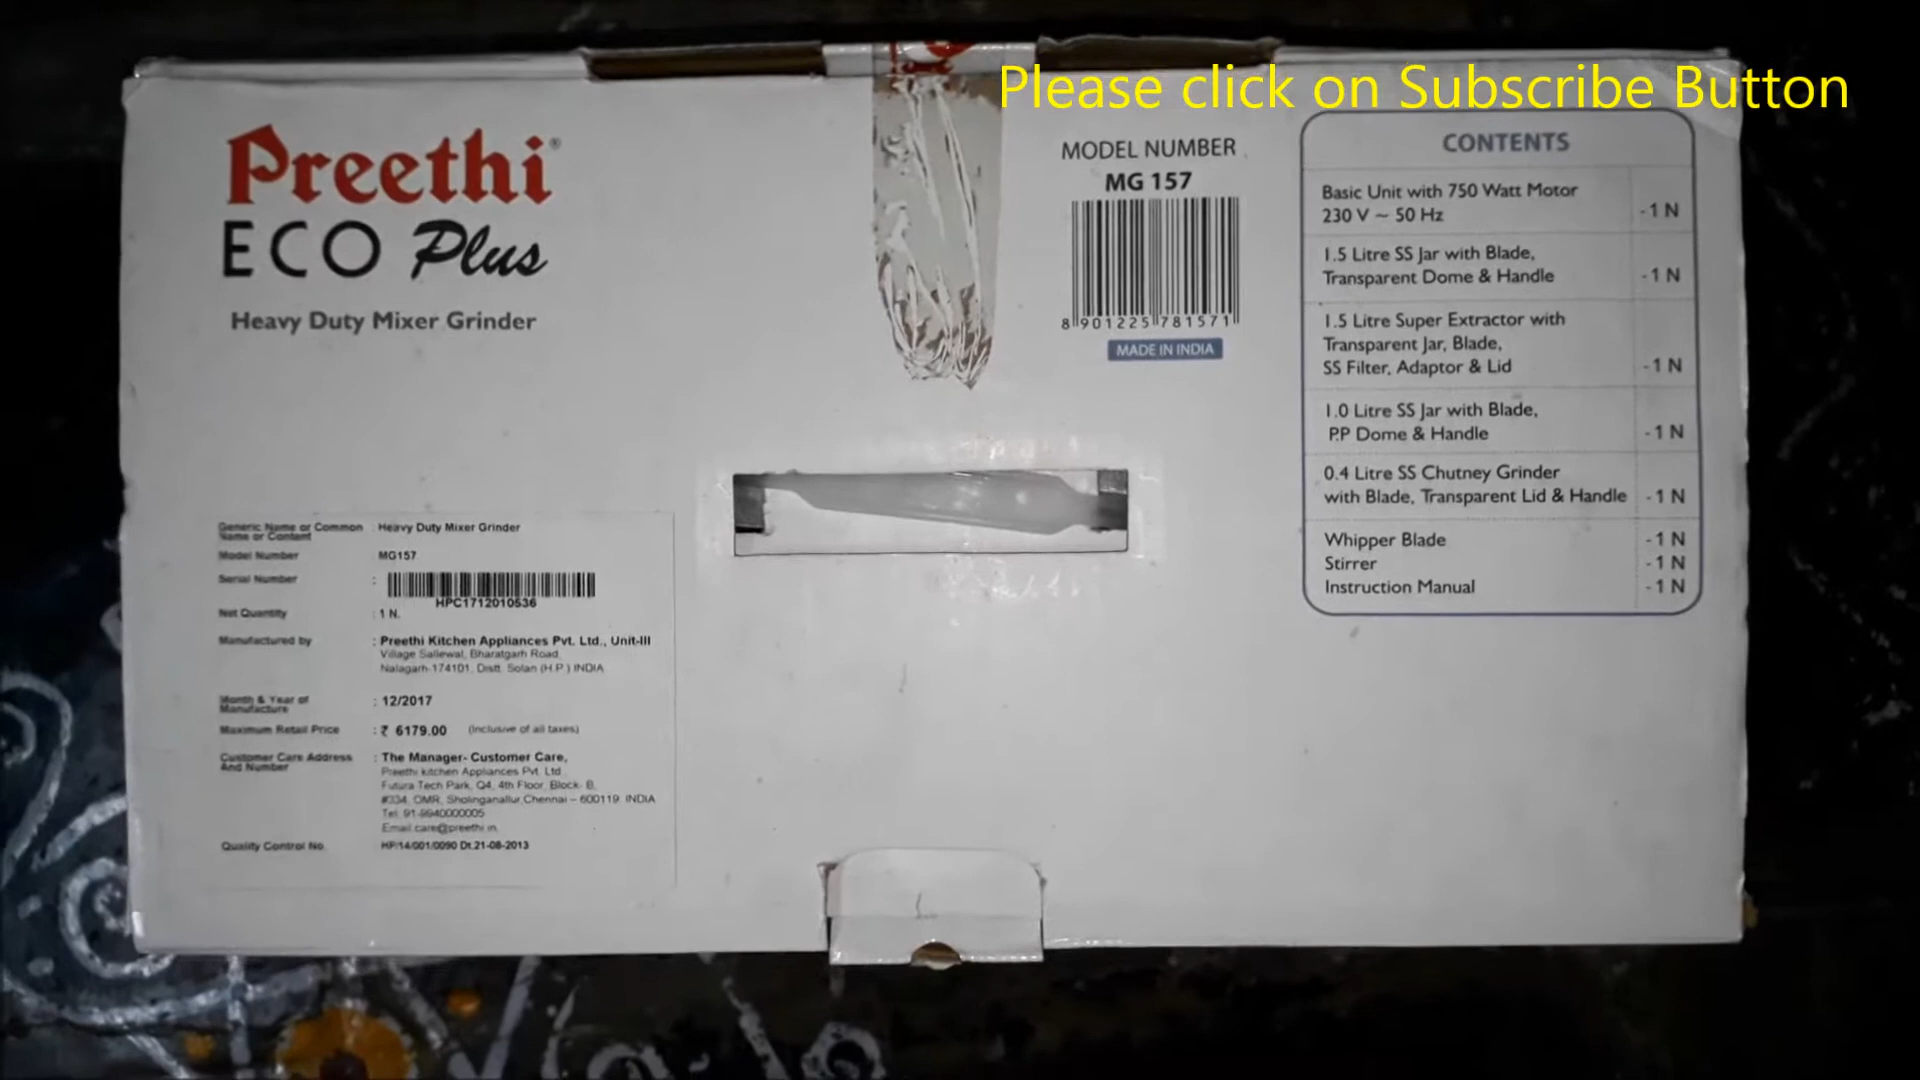 Please click on Subscribe Button
Preethi®
ECO Plus
Heavy Duty Mixer Grinder
MODEL NUMBER
MG 157
8 901225 781571
MADE IN INDIA
CONTENTS
Basic Unit with 750 Watt Motor
230 V ~ 50 Hz -1 N
1.5 Litre SS Jar with Blade,
Transparent Dome & Handle -1 N
1.5 Litre Super Extractor with
Transparent Jar, Blade,
SS Filter, Adaptor & Lid -1 N
1.0 Litre SS Jar with Blade,
P.P Dome & Handle -1 N
0.4 Litre SS Chutney Grinder
with Blade, Transparent Lid & Handle -1 N
Whipper Blade -1 N
Stirrer -1 N
Instruction Manual -1 N
Generic Name or Common : Heavy Duty Mixer Grinder
Name or Content
Model Number MG157
Serial Number :
HPC1712010536
Net Quantity : 1 N.
Manufactured by : Preethi Kitchen Appliances Pvt. Ltd., Unit-III
Village Sallewal, Bharatgarh Road,
Nalagarh-174101, Distt. Solan (H.P.) INDIA
Month & Year of : 12/2017
Manufacture
Maximum Retail Price : ₹ 6179.00 (Inclusive of all taxes)
Customer Care Address : The Manager- Customer Care,
And Number
Preethi kitchen Appliances Pvt. Ltd.
Futura Tech Park, Q4, 4th Floor, Block- B,
#334, OMR, Sholinganallur,Chennai – 600119. INDIA
Tel: 91-9940000005
Email:care@preethi.in
Quality Control No HP/14/001/0090 Dt.21-08-2013